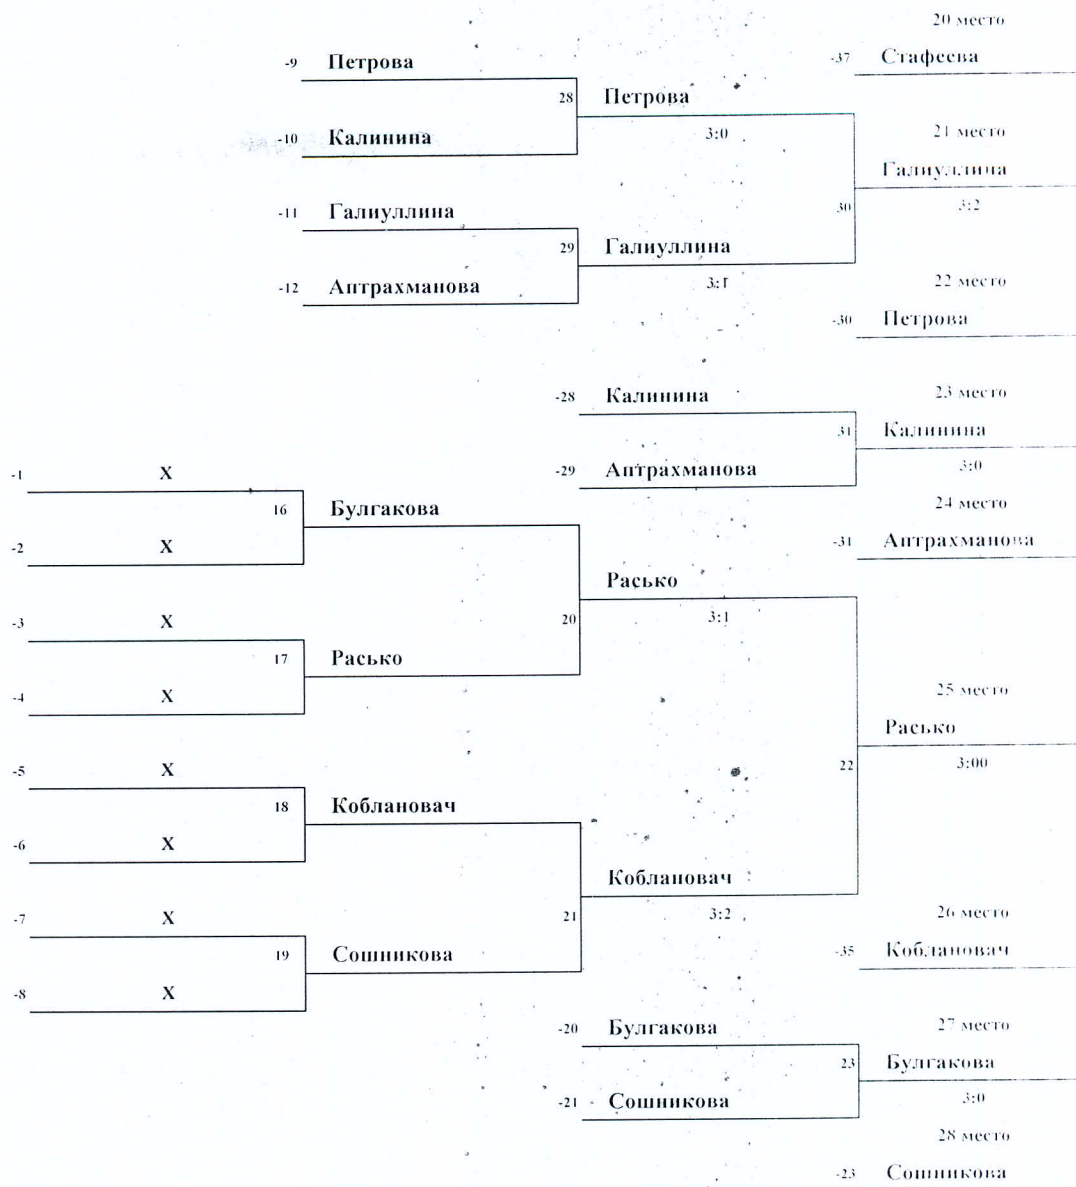 20 место
-37 Стафеева
-9 Петрова
28 Петрова
3:0
-10 Калинина
21 место
Галиуллина
3:2
30
-11 Галиуллина
29 Галиуллина
3:1
-12 Аптрахманова
22 место
-30 Петрова
-28 Калинина
23 место
31 Калинина
3:0
-29 Аптрахманова
-1 X
16 Булгакова
24 место
-31 Аптрахманова
-2 X
Расько
20 3:1
-3 X
17 Расько
-4 X
25 место
Расько
22 3:00
-5 X
18 Коблановач
-6 X
Коблановач
21 3:2
-7 X
26 место
-35 Коблановач
19 Сошникова
-8 X
-20 Булгакова
27 место
23 Булгакова
3:0
-21 Сошникова
28 место
-23 Сошникова